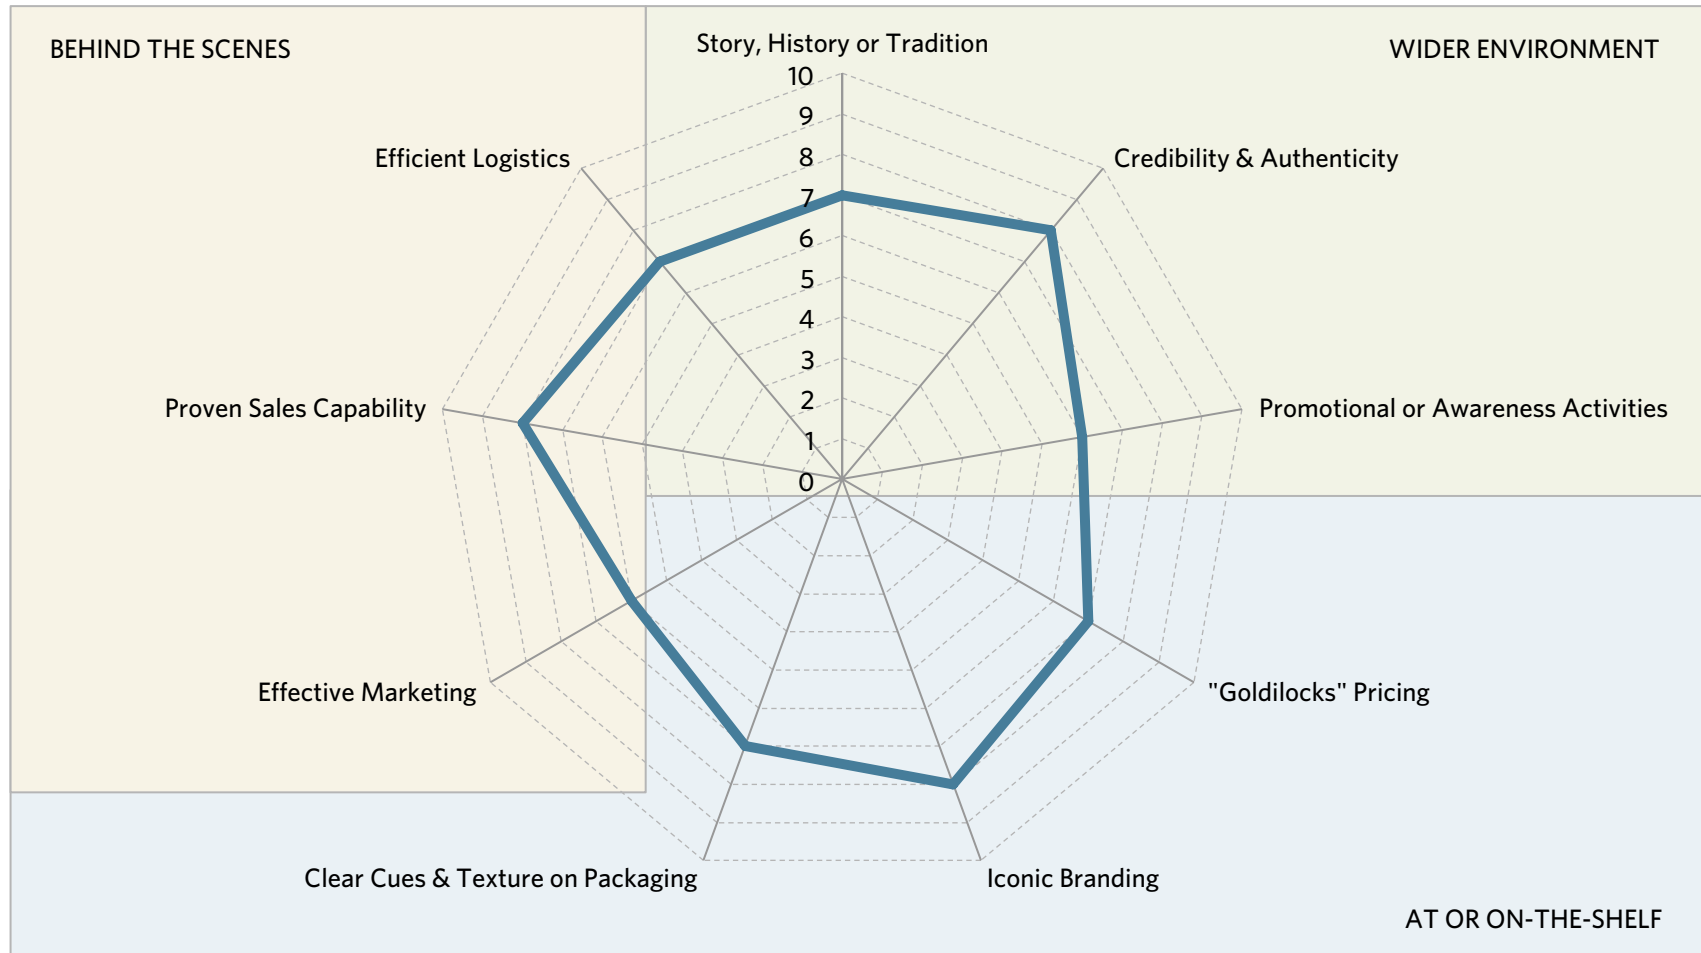 BEHIND THE SCENES
Story, History or Tradition
WIDER ENVIRONMENT
10
9
8
7
6
5
4
3
2
1
0
Efficient Logistics
Credibility & Authenticity
Proven Sales Capability
Promotional or Awareness Activities
Effective Marketing
"Goldilocks" Pricing
Clear Cues & Texture on Packaging
Iconic Branding
AT OR ON-THE-SHELF